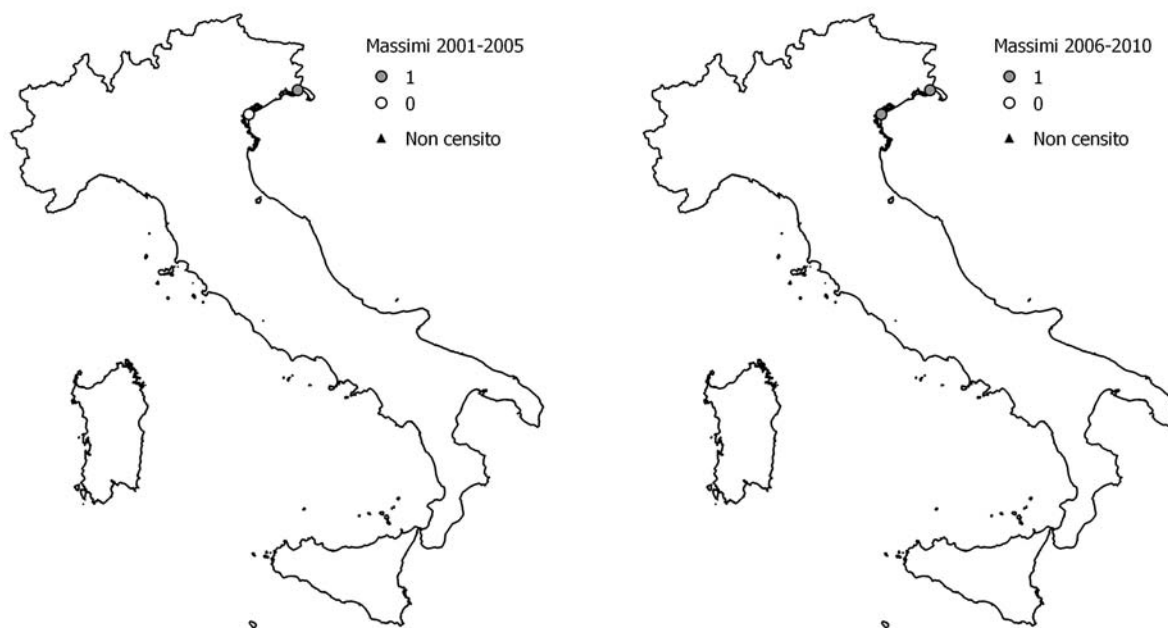 Massimi 2001-2005
1
0
Non censito
Massimi 2006-2010
1
0
Non censito